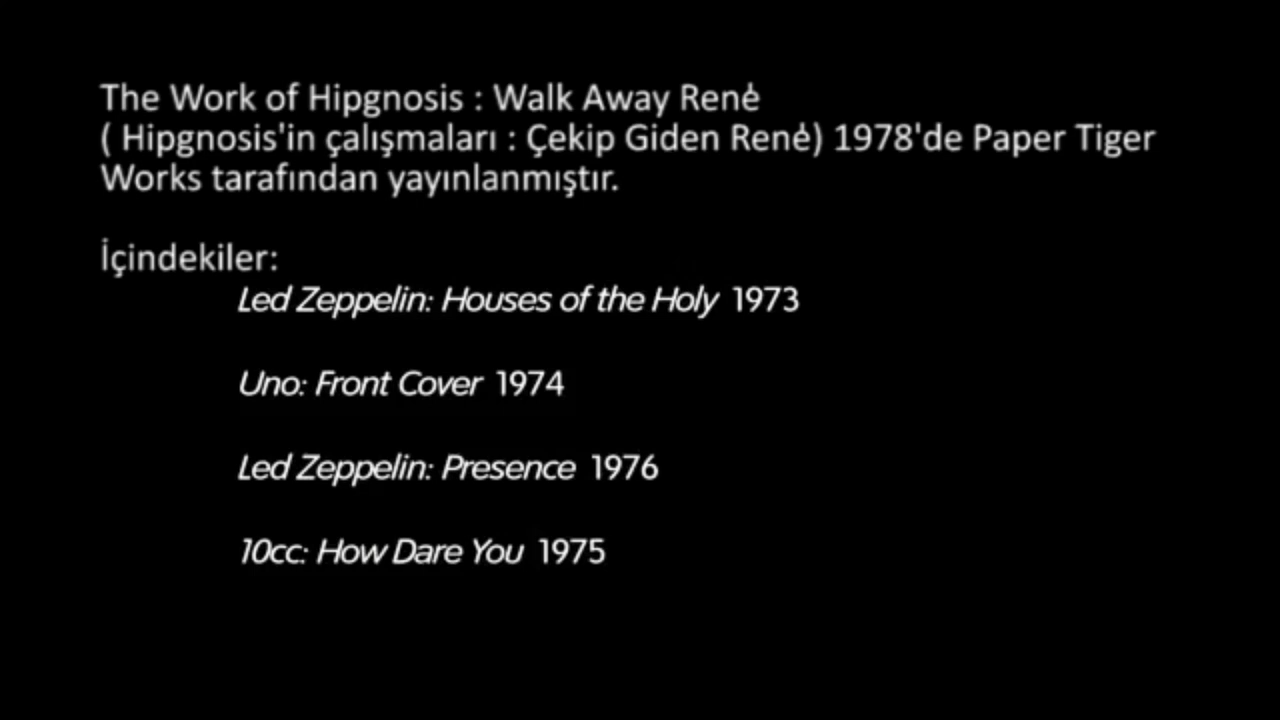 The Work of Hipgnosis : Walk Away Renė
( Hipgnosis'in çalışmaları : Çekip Giden Renė) 1978'de Paper Tiger
Works tarafından yayınlanmıştır.
İçindekiler:
Led Zeppelin: Houses of the Holy 1973
Uno: Front Cover 1974
Led Zeppelin: Presence 1976
10cc: How Dare You 1975